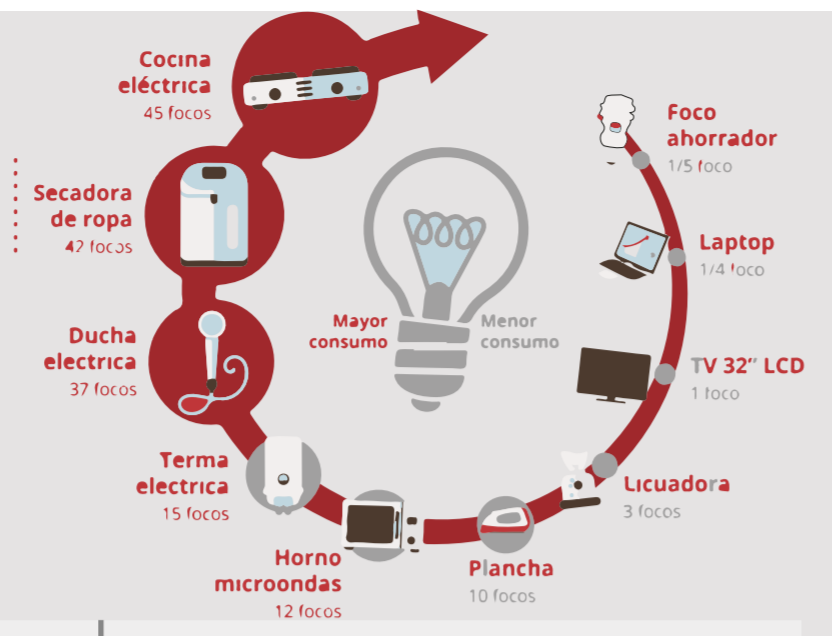 Cocina
eléctrica
45 focos
Secadora
de ropa
42 focos
Ducha
electrica
37 focos
Terma
electrica
15 focos
Horno
microondas
12 focos
Plancha
10 focos
Licuadora
3 focos
TV 32" LCD
1 foco
Laptop
1/4 foco
Foco
ahorrador
1/5 foco
Mayor
consumo
Menor
consumo